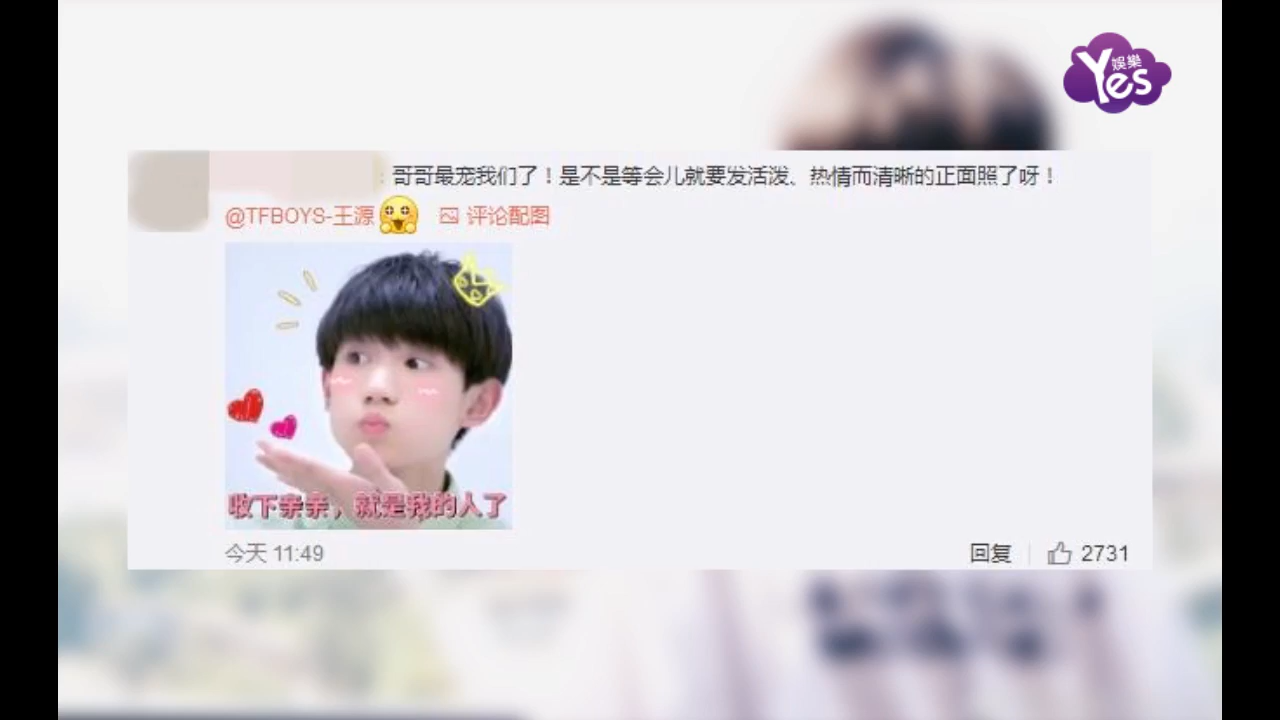 Yes 娛樂
: 哥哥最宠我们了！是不是等会儿就要发活泼、热情而清晰的正面照了呀！
@TFBOYS-王源 评论配图
收下亲亲，就是我的人了
今天 11:49 回复 2731